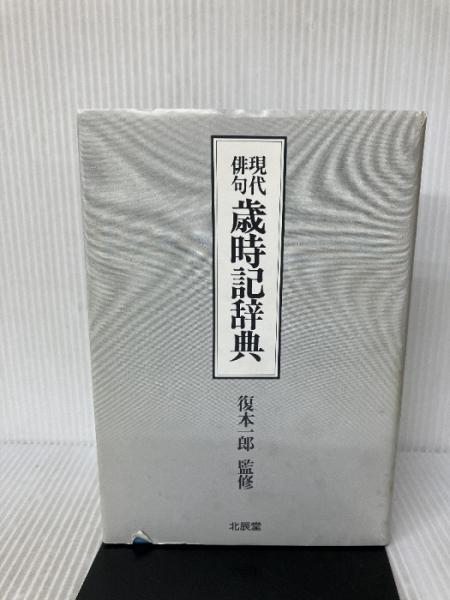 現代
俳句
歳時記辞典
復本一郎 監修
北辰堂